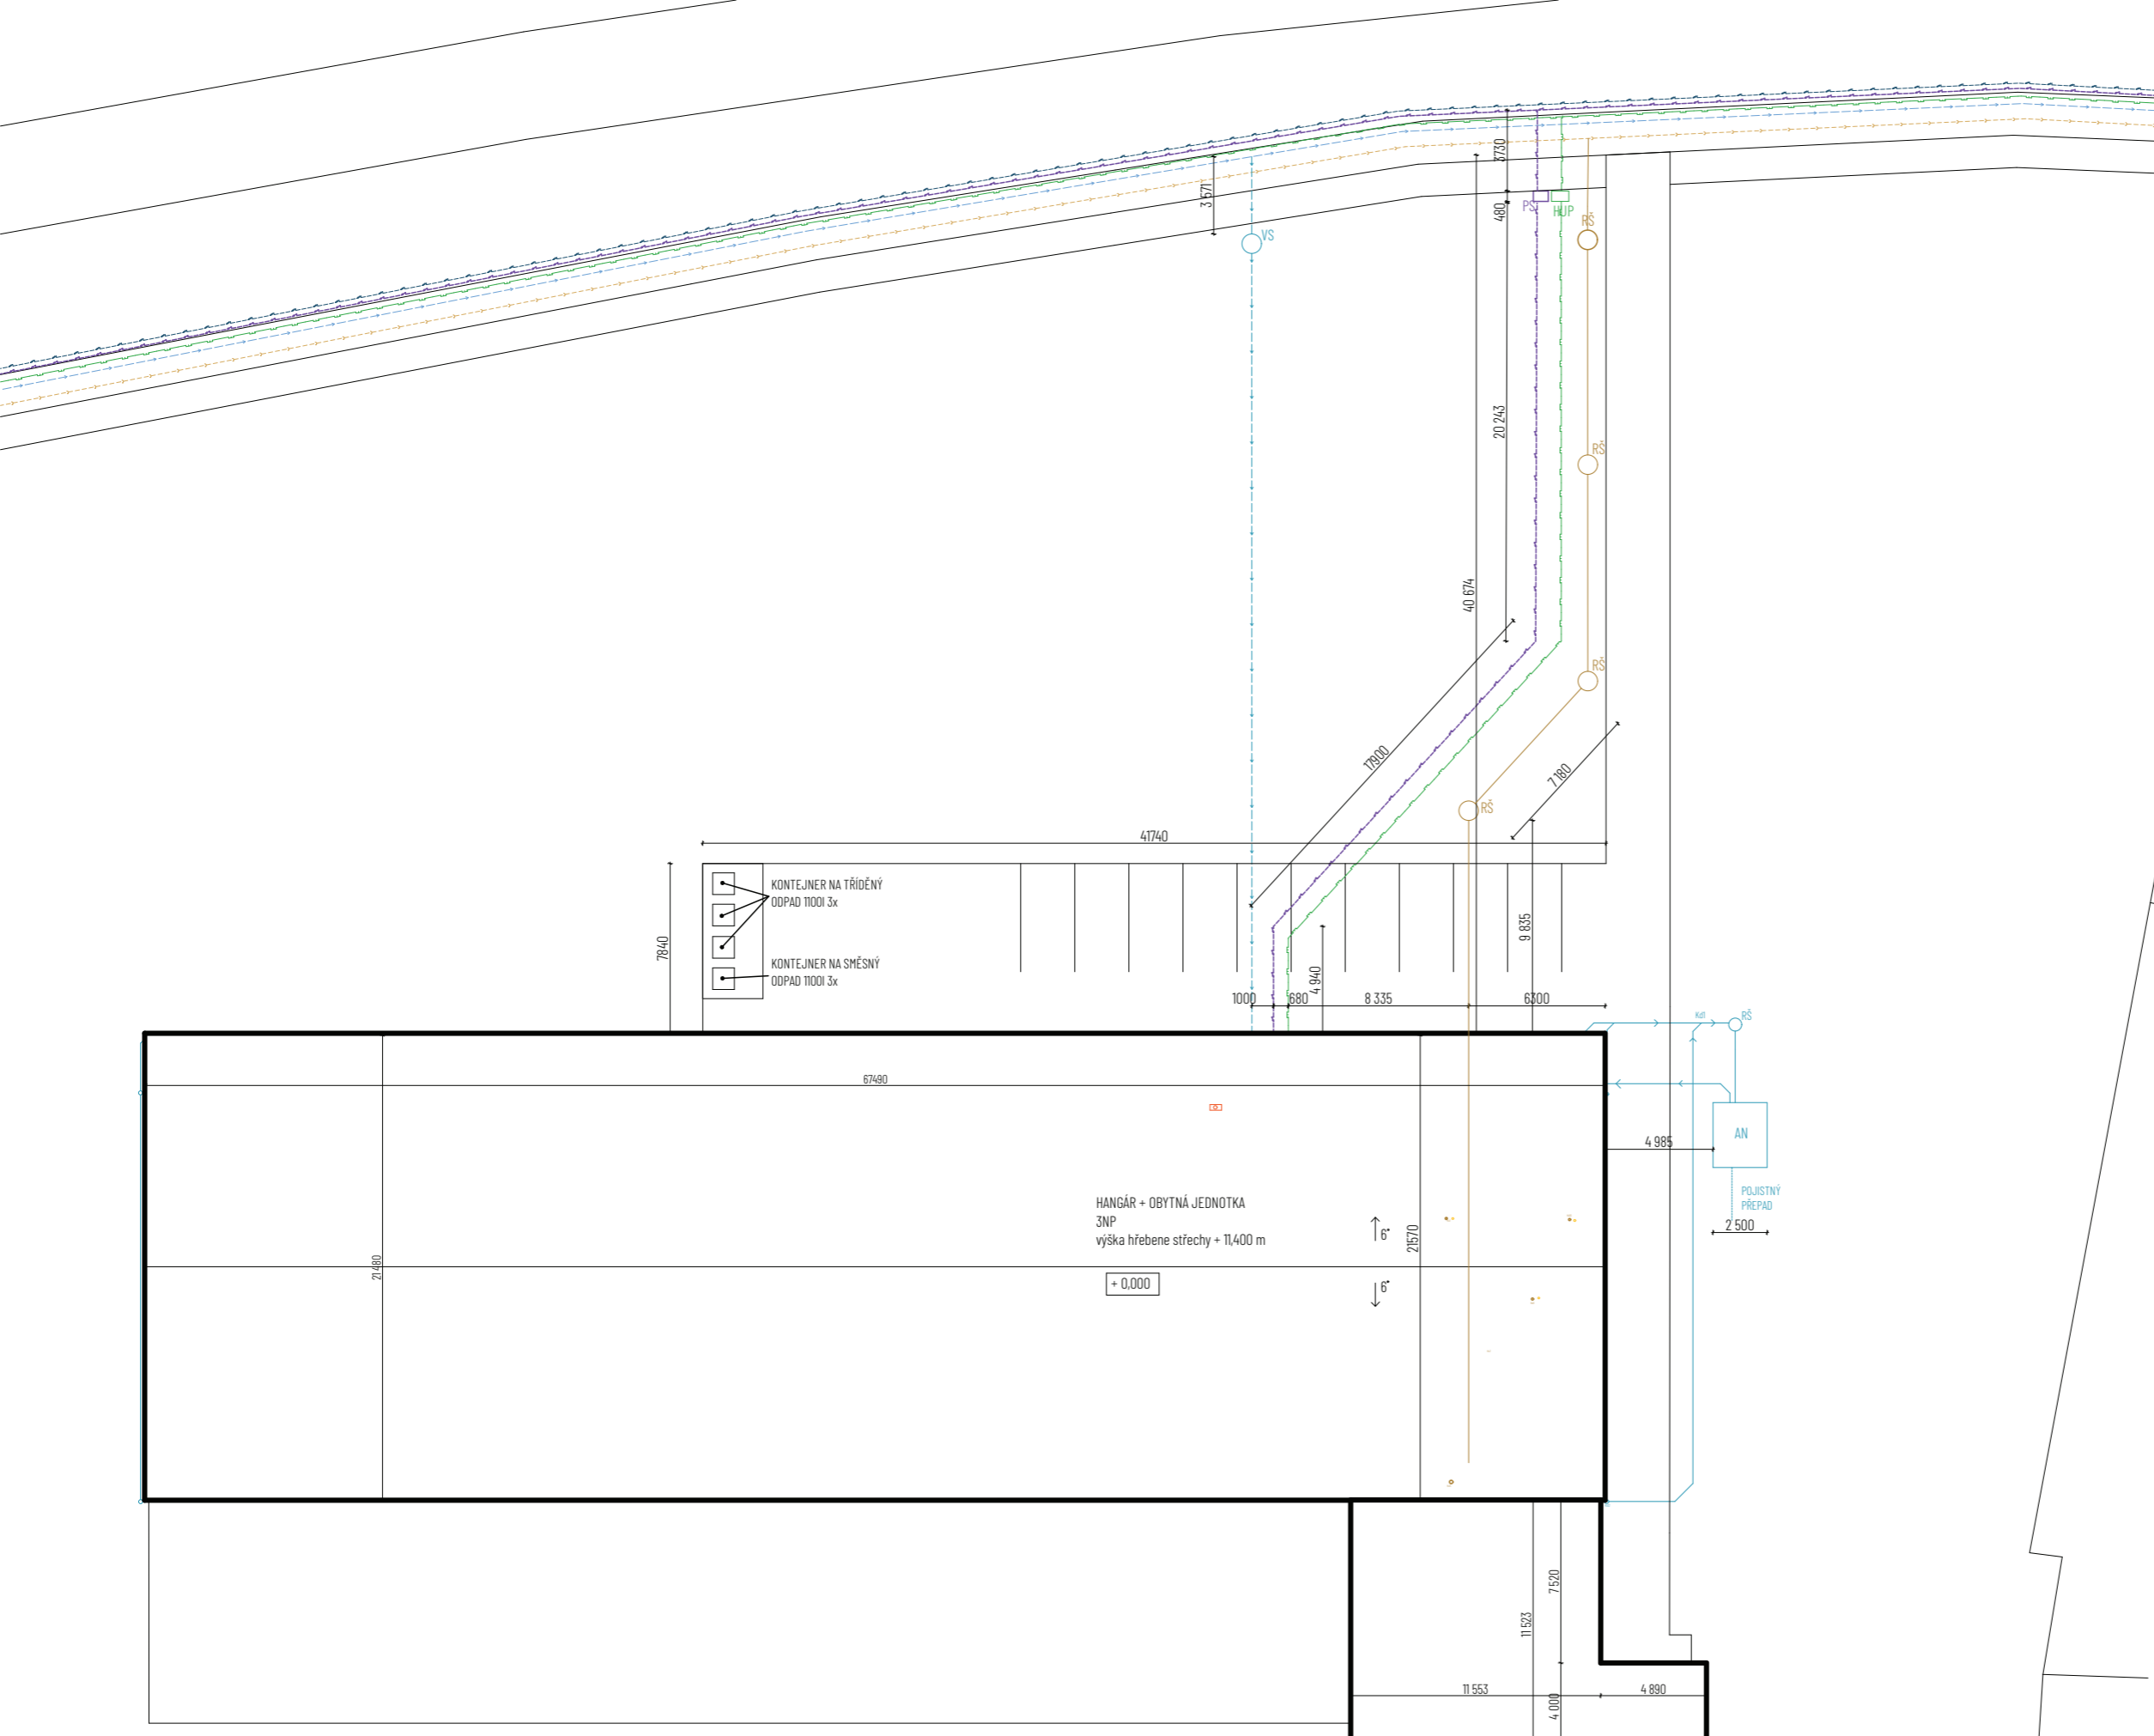 3730
3 571
480
PS
HUP
RŠ
VS
20 243
RŠ
40 674
RŠ
17900
7 180
RŠ
41740
KONTEJNER NA TŘÍDĚNÝ
ODPAD 1100l 3x
7840
9 835
KONTEJNER NA SMĚSNÝ
ODPAD 1100l 3x
4 940
1000
680
8 335
6300
Kd1
RŠ
67490
AN
4 985
POJISTNÝ
PŘEPAD
HANGÁR + OBYTNÁ JEDNOTKA
3NP
výška hřebene střechy + 11,400 m
2 500
6°
21570
21480
+ 0,000
6°
7 520
11 523
11 553
4 890
4 000